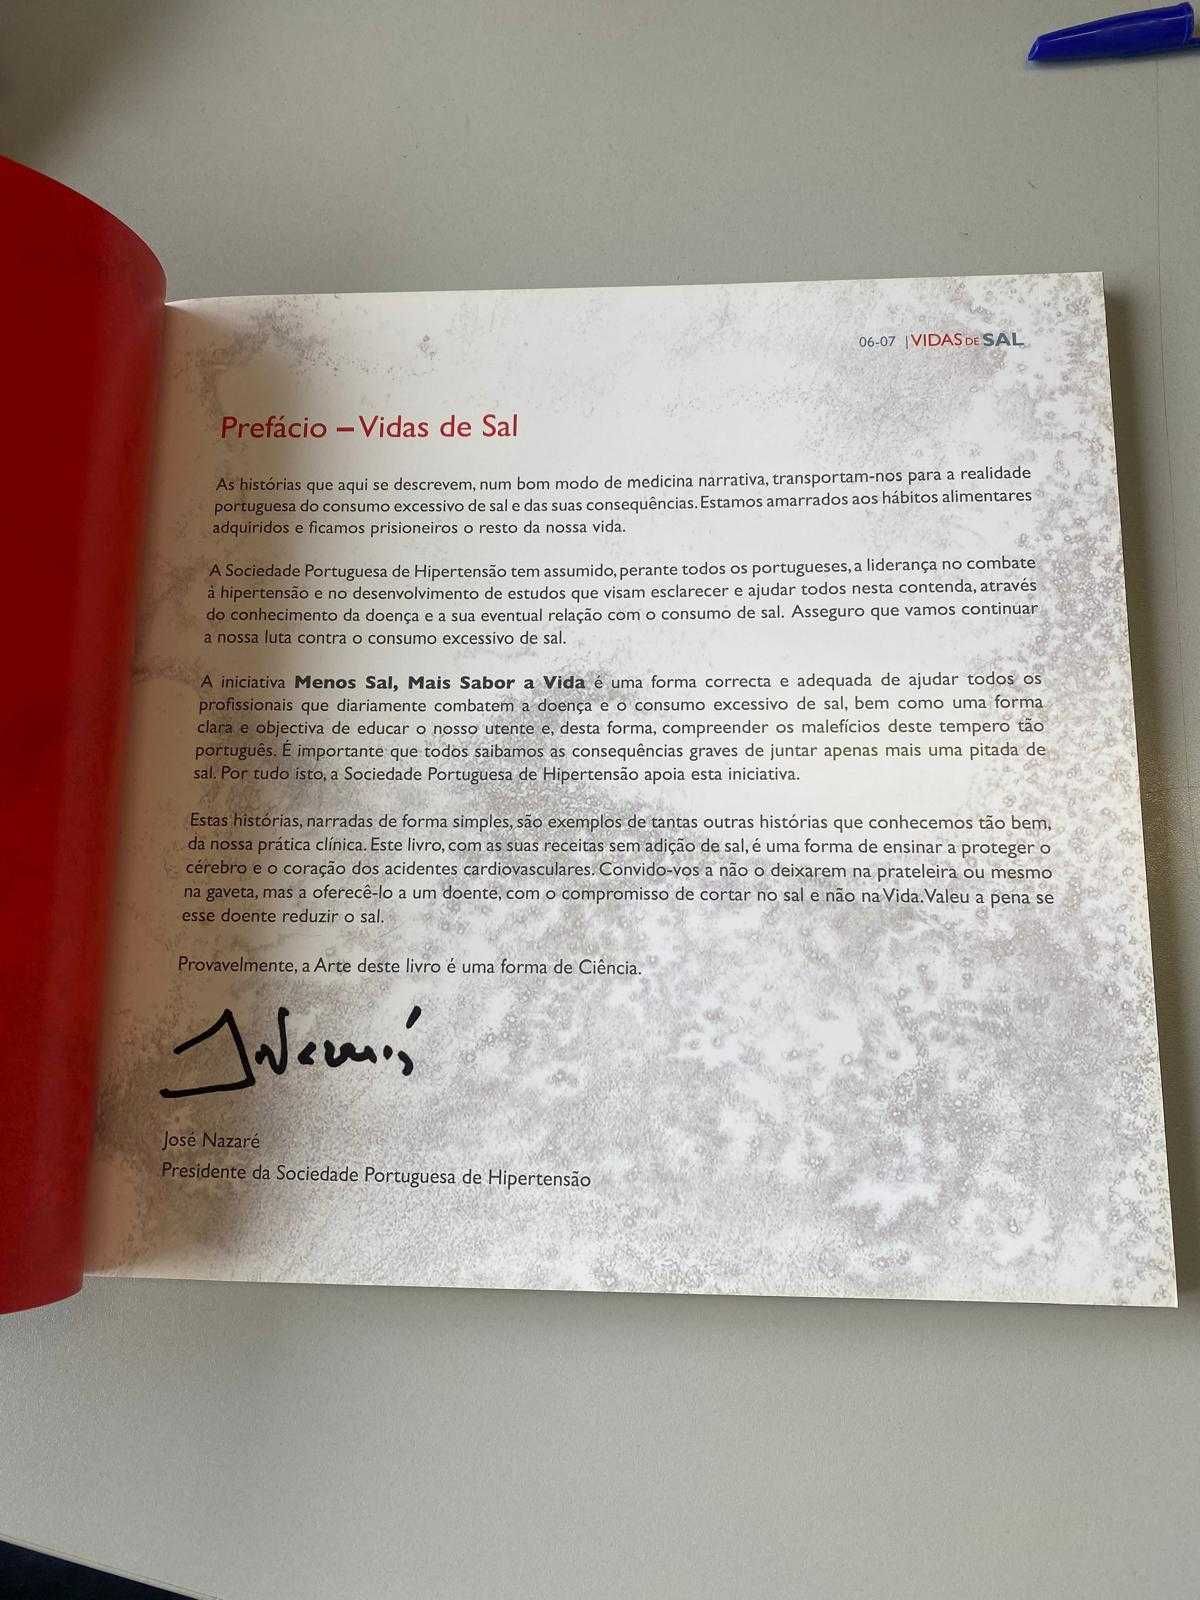 06-07 | VIDAS DE SAL
Prefácio – Vidas de Sal
As histórias que aqui se descrevem, num bom modo de medicina narrativa, transportam-nos para a realidade
portuguesa do consumo excessivo de sal e das suas consequências. Estamos amarrados aos hábitos alimentares
adquiridos e ficamos prisioneiros o resto da nossa vida.
A Sociedade Portuguesa de Hipertensão tem assumido, perante todos os portugueses, a liderança no combate
à hipertensão e no desenvolvimento de estudos que visam esclarecer e ajudar todos nesta contenda, através
do conhecimento da doença e a sua eventual relação com o consumo de sal. Asseguro que vamos continuar
a nossa luta contra o consumo excessivo de sal.
A iniciativa Menos Sal, Mais Sabor a Vida é uma forma correcta e adequada de ajudar todos os
profissionais que diariamente combatem a doença e o consumo excessivo de sal, bem como uma forma
clara e objectiva de educar o nosso utente e, desta forma, compreender os malefícios deste tempero tão
português. É importante que todos saibamos as consequências graves de juntar apenas mais uma pitada de
sal. Por tudo isto, a Sociedade Portuguesa de Hipertensão apoia esta iniciativa.
Estas histórias, narradas de forma simples, são exemplos de tantas outras histórias que conhecemos tão bem,
da nossa prática clínica. Este livro, com as suas receitas sem adição de sal, é uma forma de ensinar a proteger o
cérebro e o coração dos acidentes cardiovasculares. Convido-vos a não o deixarem na prateleira ou mesmo
na gaveta, mas a oferecê-lo a um doente, com o compromisso de cortar no sal e não na Vida. Valeu a pena se
esse doente reduzir o sal.
Provavelmente, a Arte deste livro é uma forma de Ciência.
José Nazaré
Presidente da Sociedade Portuguesa de Hipertensão